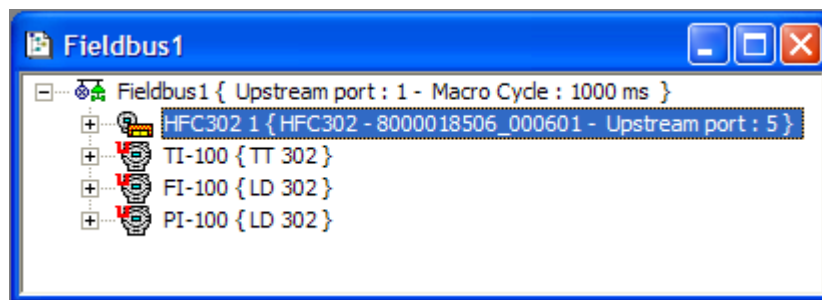 Fieldbus1
Fieldbus1 { Upstream port : 1 - Macro Cycle : 1000 ms }
HFC302 1 { HFC302 - 8000018506_000601 - Upstream port : 5 }
TI-100 { TT 302 }
FI-100 { LD 302 }
PI-100 { LD 302 }